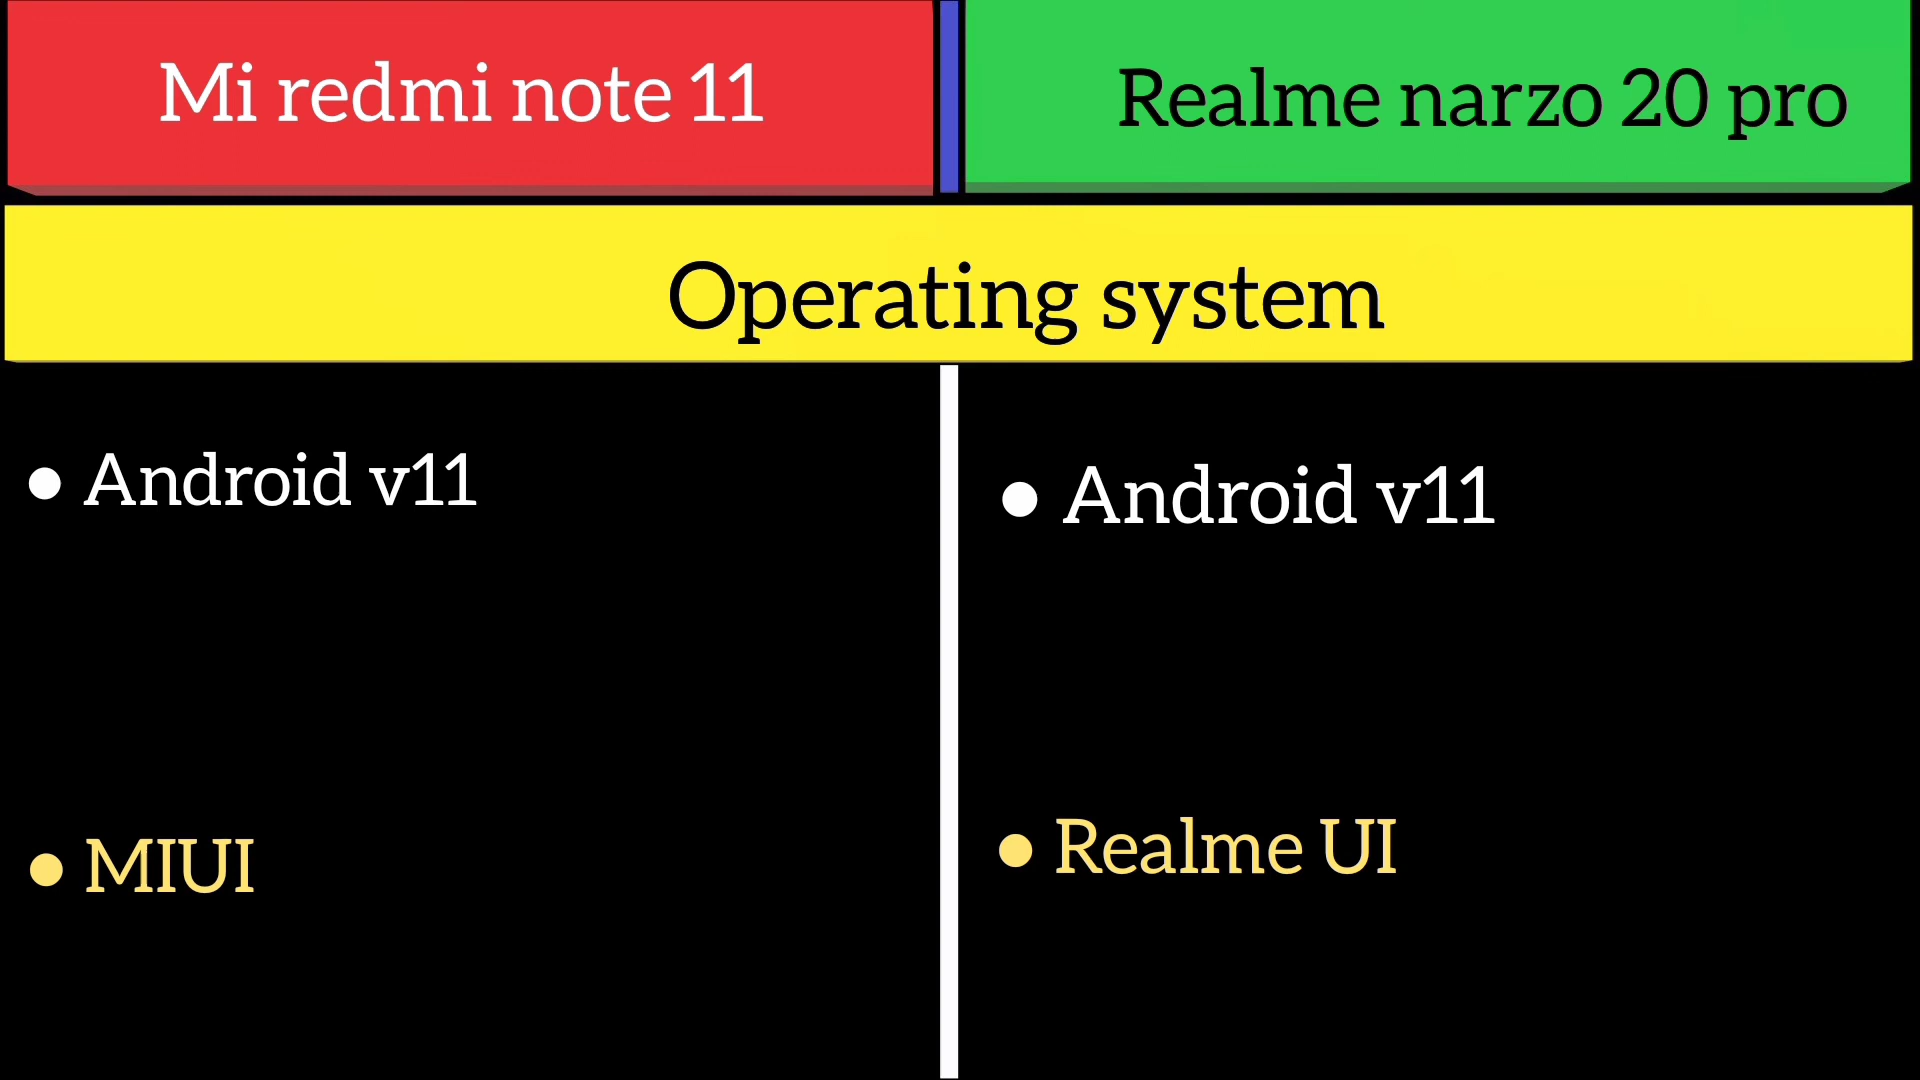 Mi redmi note 11
Realme narzo 20 pro
Operating system
• Android v11
• Android v11
• MIUI
• Realme UI